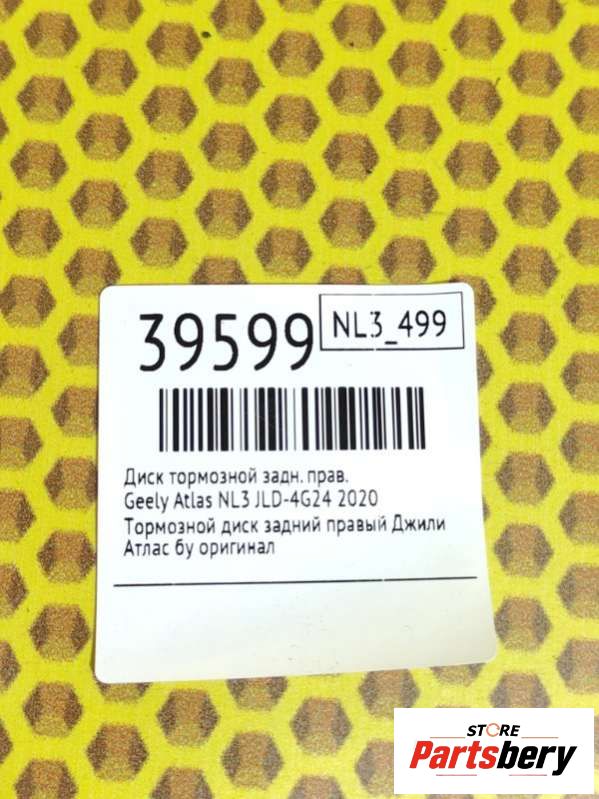 39599
NL3_499
Диск тормозной задн. прав.
Geely Atlas NL3 JLD-4G24 2020
Тормозной диск задний правый Джили
Атлас бу оригинал
STORE
Partsbery